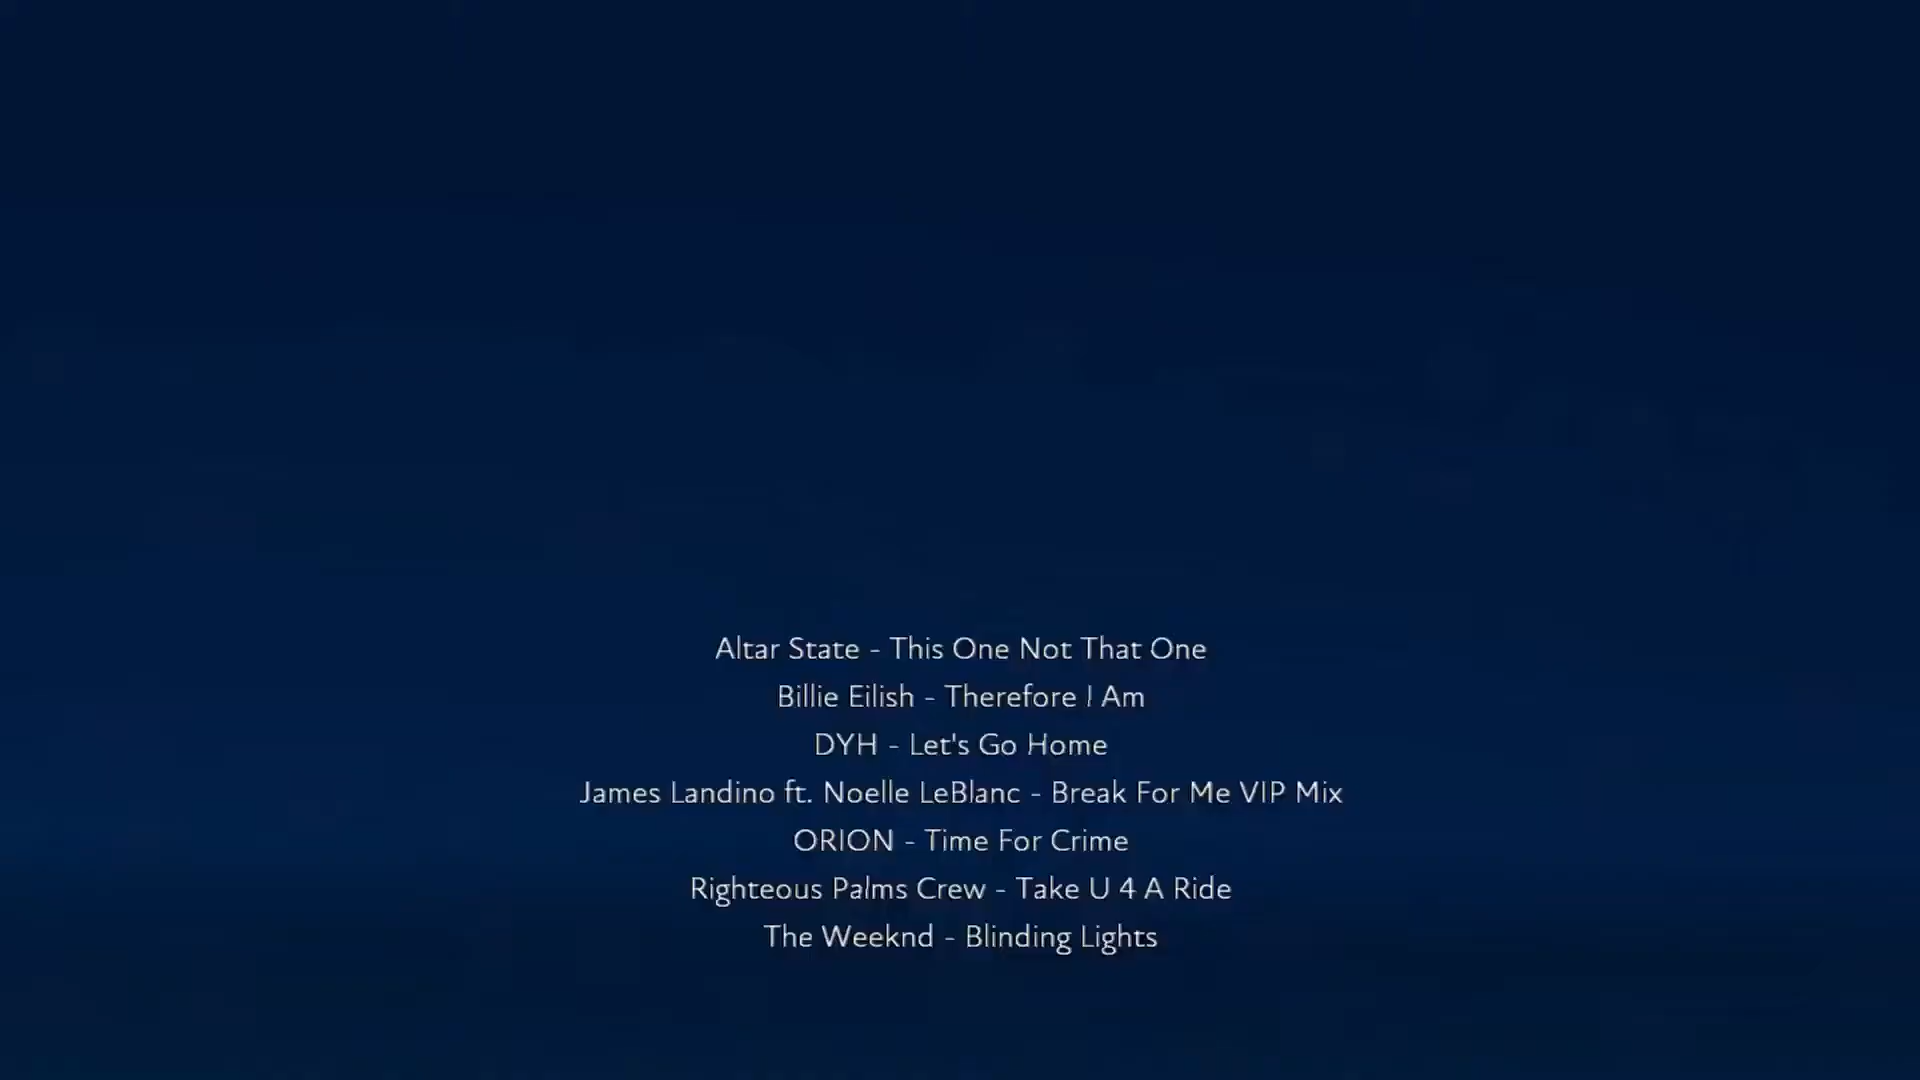 Altar State - This One Not That One
Billie Eilish - Therefore I Am
DYH - Let's Go Home
James Landino ft. Noelle LeBlanc - Break For Me VIP Mix
ORION - Time For Crime
Righteous Palms Crew - Take U 4 A Ride
The Weeknd - Blinding Lights